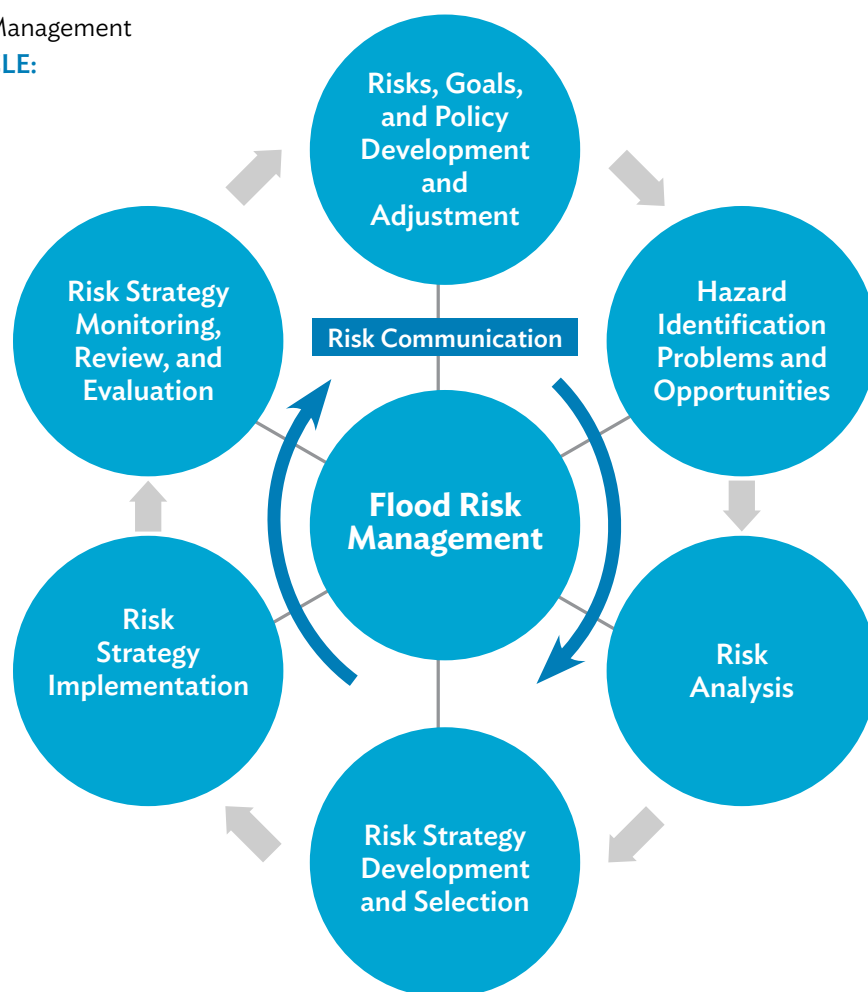 Management
LE:
Risks, Goals,
and Policy
Development
and
Adjustment
Hazard
Identification
Problems and
Opportunities
Risk
Analysis
Risk Strategy
Development
and Selection
Risk
Strategy
Implementation
Risk Strategy
Monitoring,
Review, and
Evaluation
Risk Communication
Flood Risk
Management